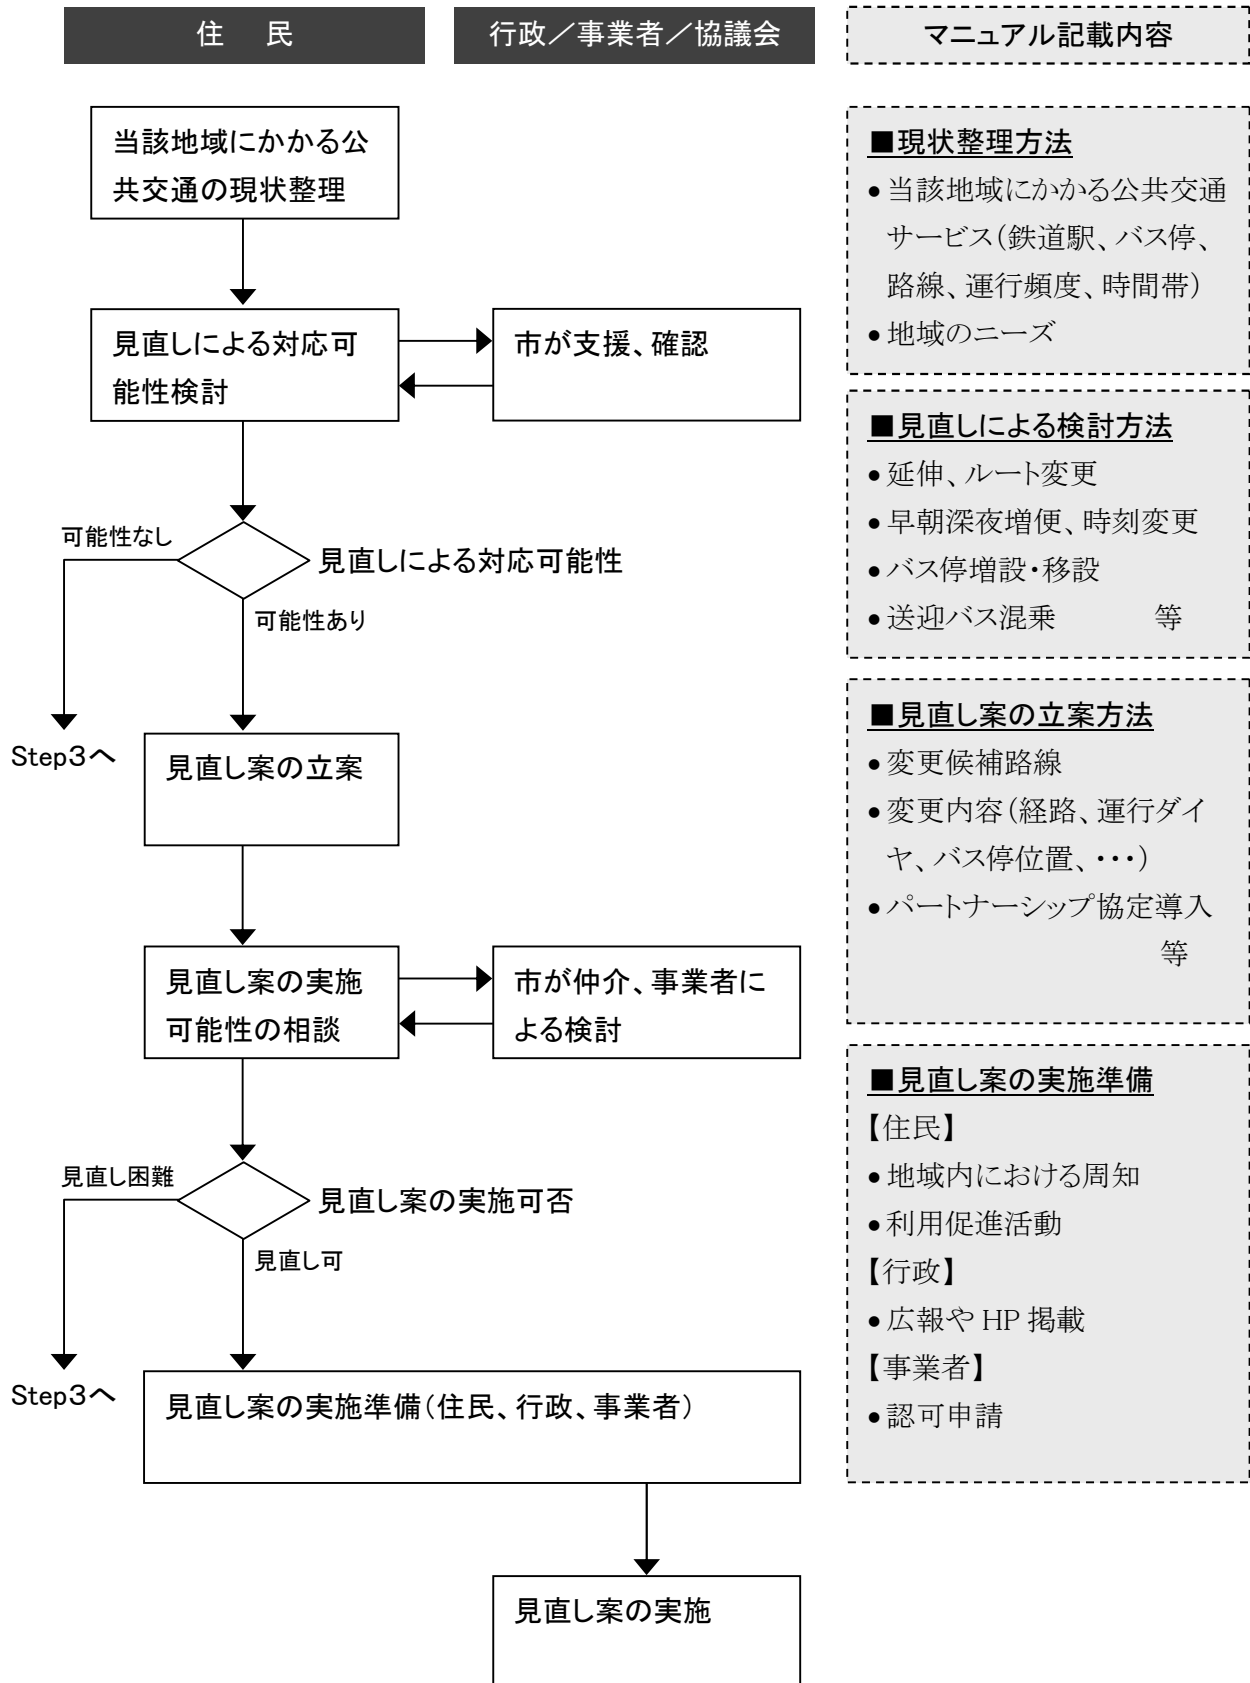 住　民
行政／事業者／協議会
マニュアル記載内容
当該地域にかかる公
共交通の現状整理
見直しによる対応可
能性検討
市が支援、確認
可能性なし
見直しによる対応可能性
可能性あり
Step3へ
見直し案の立案
見直し案の実施
可能性の相談
市が仲介、事業者に
よる検討
見直し困難
見直し案の実施可否
見直し可
Step3へ
見直し案の実施準備（住民、行政、事業者）
見直し案の実施
■現状整理方法
●当該地域にかかる公共交通
サービス（鉄道駅、バス停、
路線、運行頻度、時間帯）
●地域のニーズ
■見直しによる検討方法
●延伸、ルート変更
●早朝深夜増便、時刻変更
●バス停増設・移設
●送迎バス混乗　　　　等
■見直し案の立案方法
●変更候補路線
●変更内容（経路、運行ダイ
ヤ、バス停位置、・・・）
●パートナーシップ協定導入
等
■見直し案の実施準備
【住民】
●地域内における周知
●利用促進活動
【行政】
●広報や HP 掲載
【事業者】
●認可申請